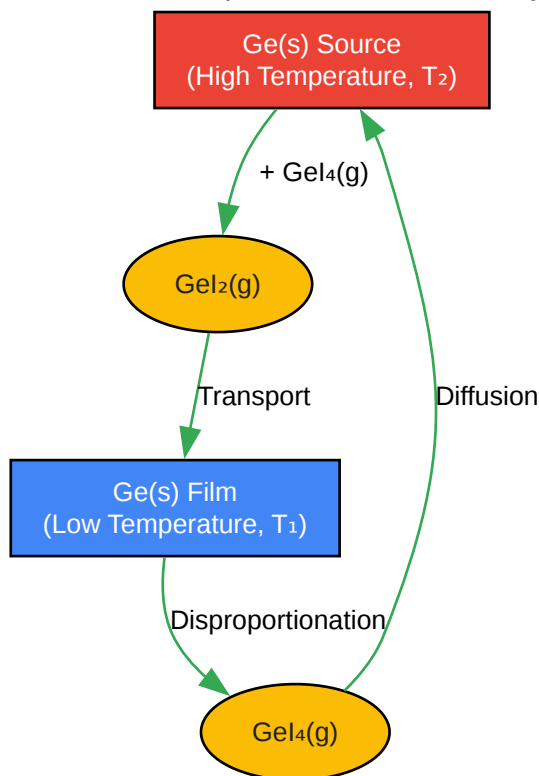 Ge(s) Source
(High Temperature, T₂)
+ GeI₄(g)
GeI₂(g)
Transport
Diffusion
Ge(s) Film
(Low Temperature, T₁)
Disproportionation
GeI₄(g)